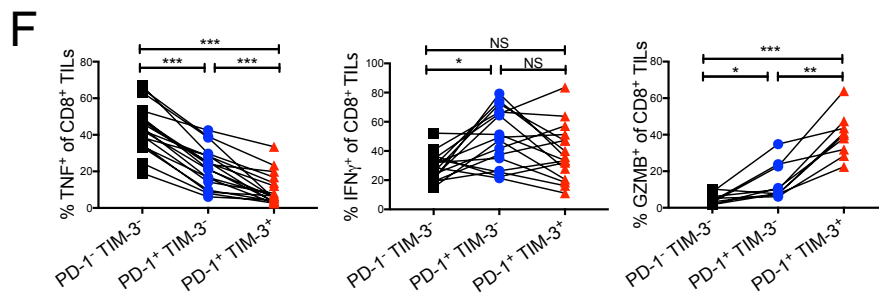 F
% TNF⁺ of CD8⁺ TILs
80
60
40
20
0
***
***
***
PD-1⁻ TIM-3⁻
PD-1⁺ TIM-3⁻
PD-1⁺ TIM-3⁺
% IFNγ⁺ of CD8⁺ TILs
100
80
60
40
20
0
NS
*
NS
PD-1⁻ TIM-3⁻
PD-1⁺ TIM-3⁻
PD-1⁺ TIM-3⁺
% GZMB⁺ of CD8⁺ TILs
80
60
40
20
0
***
*
**
PD-1⁻ TIM-3⁻
PD-1⁺ TIM-3⁻
PD-1⁺ TIM-3⁺